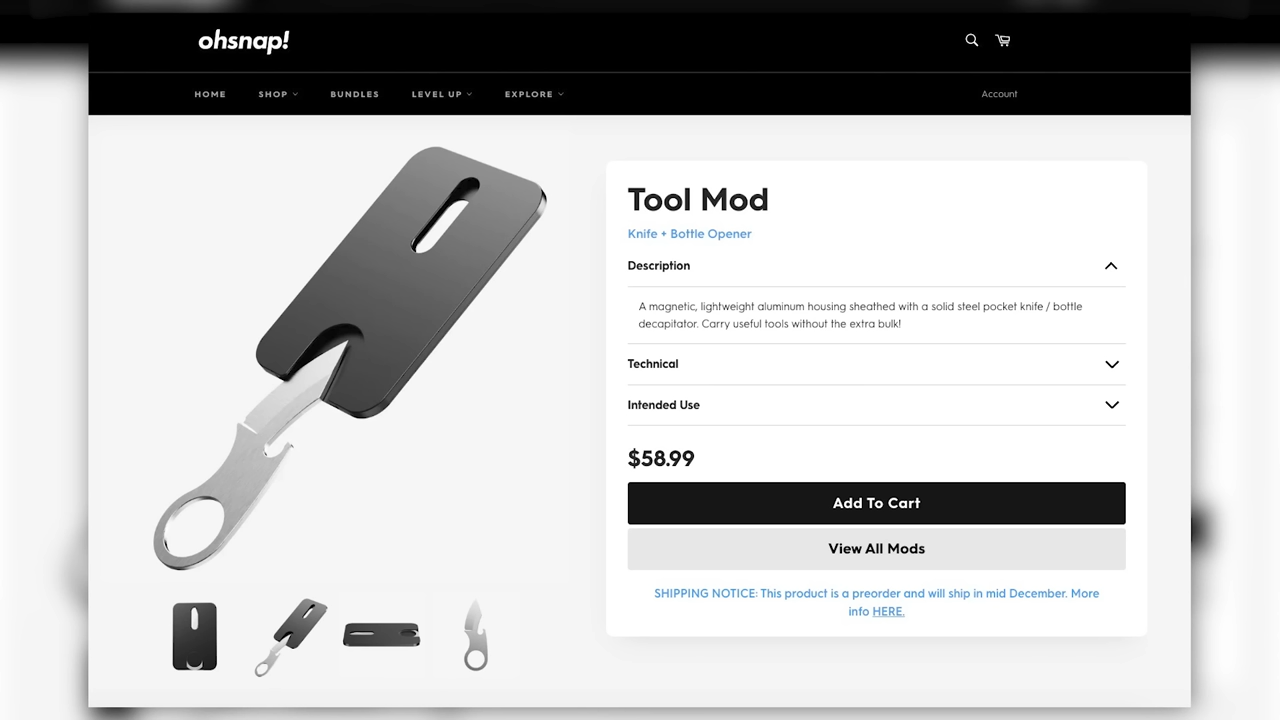 ohsnap!
HOME SHOP BUNDLES LEVEL UP EXPLORE Account
Tool Mod
Knife + Bottle Opener
Description
A magnetic, lightweight aluminum housing sheathed with a solid steel pocket knife / bottle
decapitator. Carry useful tools without the extra bulk!
Technical
Intended Use
$58.99
Add To Cart
View All Mods
SHIPPING NOTICE: This product is a preorder and will ship in mid December. More
info HERE.